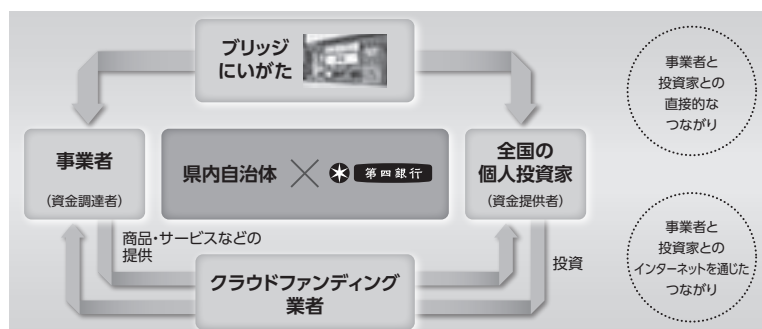 ブリッジ
にいがた
事業者と
投資家との
直接的な
つながり
事業者
(資金調達者)
県内自治体
第四銀行
全国の
個人投資家
(資金提供者)
商品・サービスなどの
提供
クラウドファンディング
業者
投資
事業者と
投資家との
インターネットを通じた
つながり